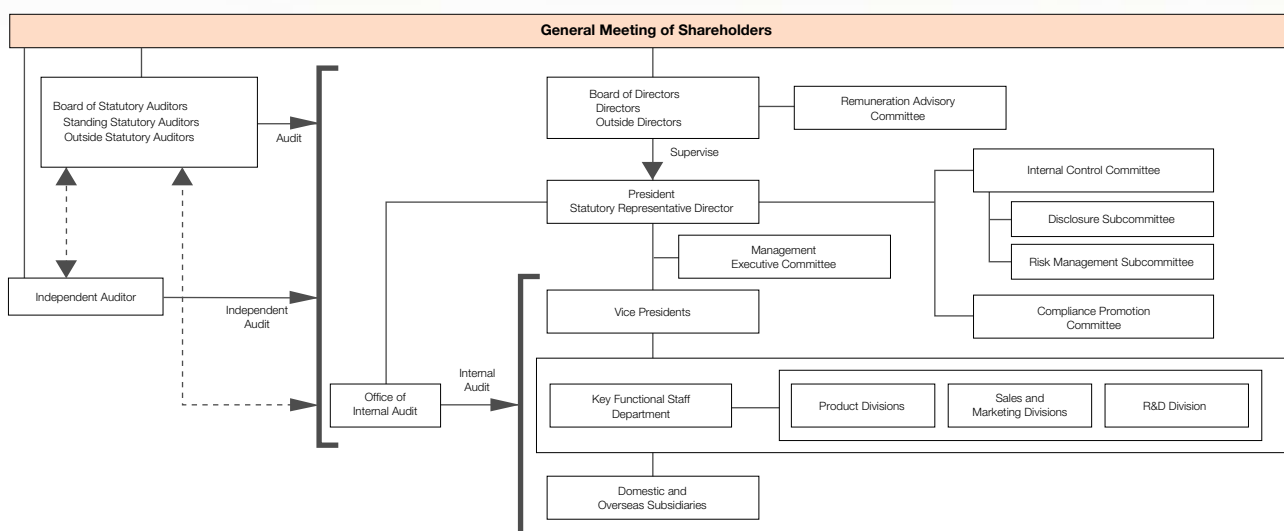 General Meeting of Shareholders
Board of Statutory Auditors
Standing Statutory Auditors
Outside Statutory Auditors
Audit
Board of Directors
Directors
Outside Directors
Remuneration Advisory
Committee
Supervise
Internal Control Committee
President
Statutory Representative Director
Disclosure Subcommittee
Management
Executive Committee
Risk Management Subcommittee
Independent Auditor
Independent
Audit
Vice Presidents
Compliance Promotion
Committee
Office of
Internal Audit
Internal
Audit
Key Functional Staff
Department
Product Divisions
Sales and
Marketing Divisions
R&D Division
Domestic and
Overseas Subsidiaries